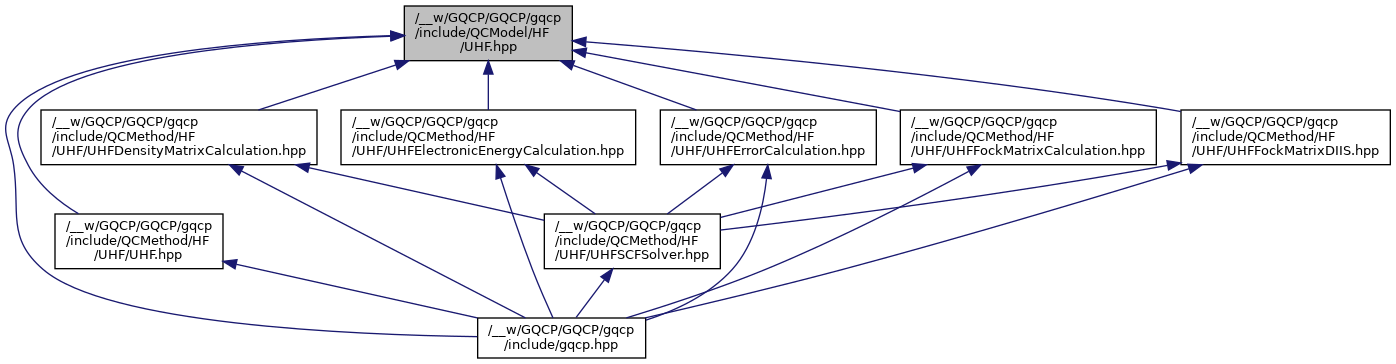 /__w/GQCP/GQCP/gqcp
/include/QCModel/HF
/UHF.hpp
/__w/GQCP/GQCP/gqcp
/include/QCMethod/HF
/UHF/UHFDensityMatrixCalculation.hpp
/__w/GQCP/GQCP/gqcp
/include/QCMethod/HF
/UHF/UHFElectronicEnergyCalculation.hpp
/__w/GQCP/GQCP/gqcp
/include/QCMethod/HF
/UHF/UHFErrorCalculation.hpp
/__w/GQCP/GQCP/gqcp
/include/QCMethod/HF
/UHF/UHFFockMatrixCalculation.hpp
/__w/GQCP/GQCP/gqcp
/include/QCMethod/HF
/UHF/UHFFockMatrixDIIS.hpp
/__w/GQCP/GQCP/gqcp
/include/QCMethod/HF
/UHF/UHF.hpp
/__w/GQCP/GQCP/gqcp
/include/QCMethod/HF
/UHF/UHFSCFSolver.hpp
/__w/GQCP/GQCP/gqcp
/include/gqcp.hpp